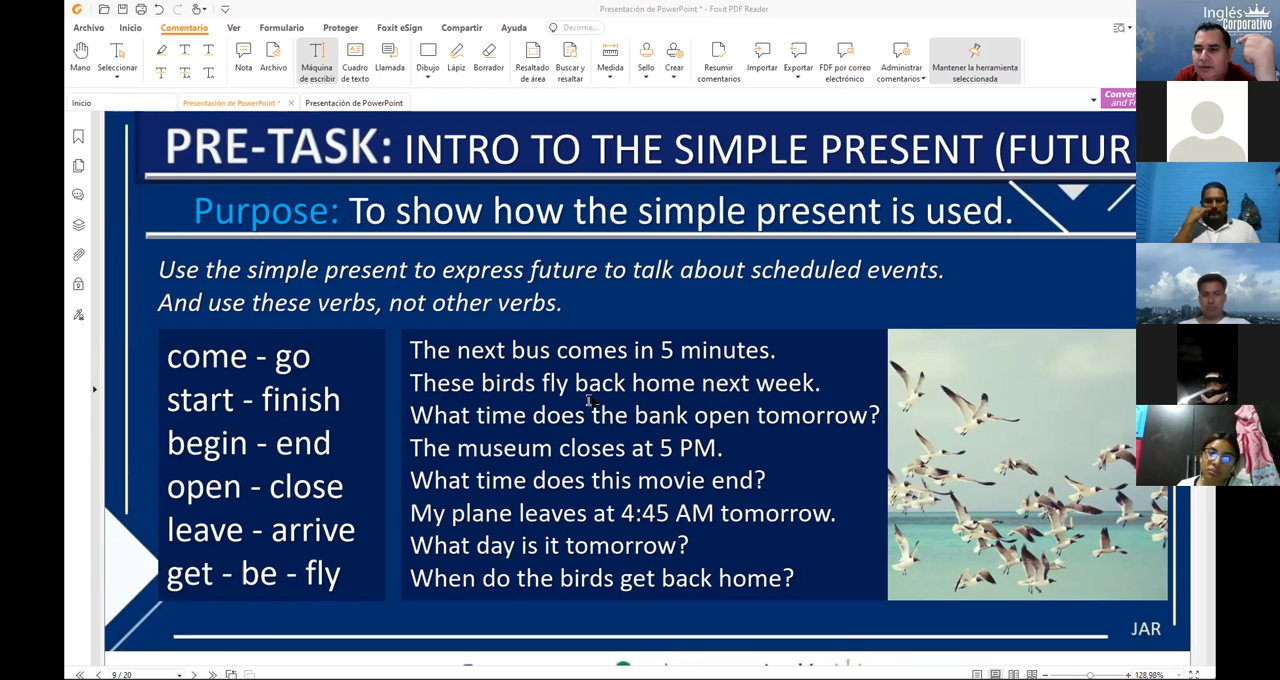 Presentación de PowerPoint * - Foxit PDF Reader
Archivo Inicio Comentario Ver Formulario Proteger Foxit eSign Compartir Ayuda Decirme...
Mano Seleccionar Nota Archivo Máquina de escribir Cuadro de texto Llamada Dibujo Lápiz Borrador Resaltado de área Buscar y resaltar Medida Sello Crear Resumir comentarios Importar Exportar FDF por correo electrónico Administrar comentarios Mantener la herramienta seleccionada
Inicio Presentación de PowerPoint * × Presentación de PowerPoint
Conver
and Fr
Inglés
Corporativo
PRE-TASK: INTRO TO THE SIMPLE PRESENT (FUTUR
Purpose: To show how the simple present is used.
Use the simple present to express future to talk about scheduled events.
And use these verbs, not other verbs.
come - go
start - finish
begin - end
open - close
leave - arrive
get - be - fly
The next bus comes in 5 minutes.
These birds fly back home next week.
What time does the bank open tomorrow?
The museum closes at 5 PM.
What time does this movie end?
My plane leaves at 4:45 AM tomorrow.
What day is it tomorrow?
When do the birds get back home?
JAR
9 / 20
128,98%